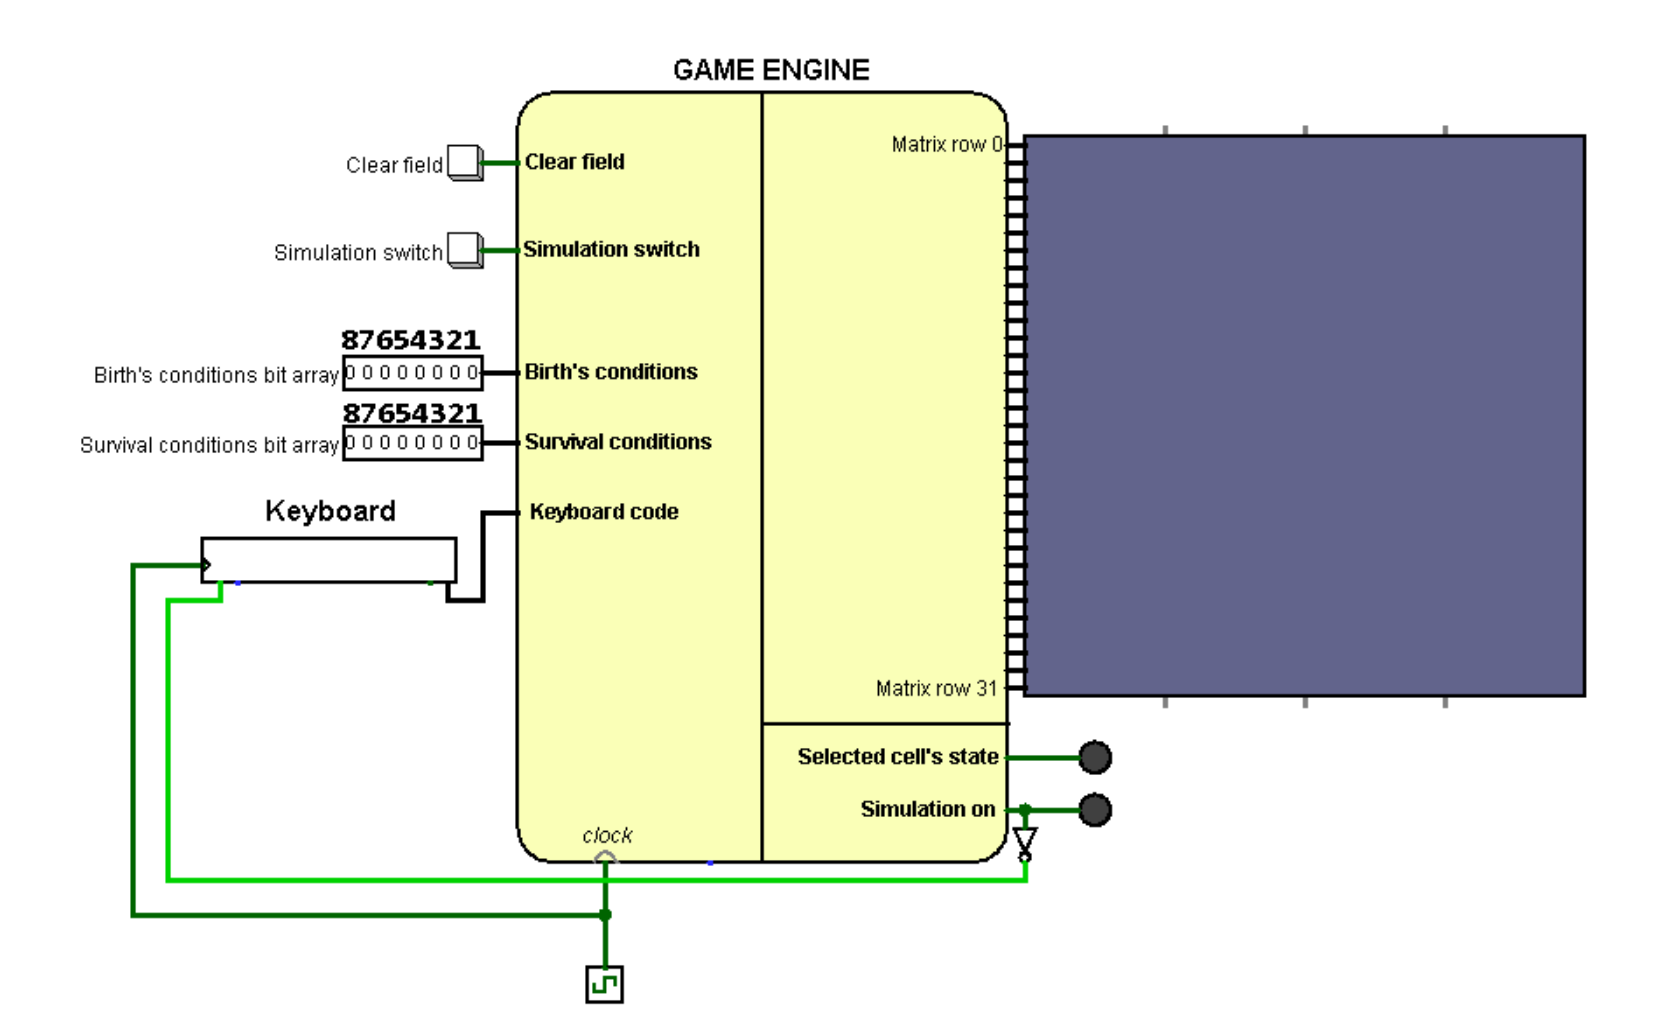 GAME ENGINE
Matrix row 0
Clear field
Clear field
Simulation switch
Simulation switch
87654321
Birth's conditions bit array
0 0 0 0 0 0 0 0
Birth's conditions
87654321
Survival conditions bit array
0 0 0 0 0 0 0 0
Survival conditions
Keyboard
Keyboard code
Matrix row 31
Selected cell's state
Simulation on
clock